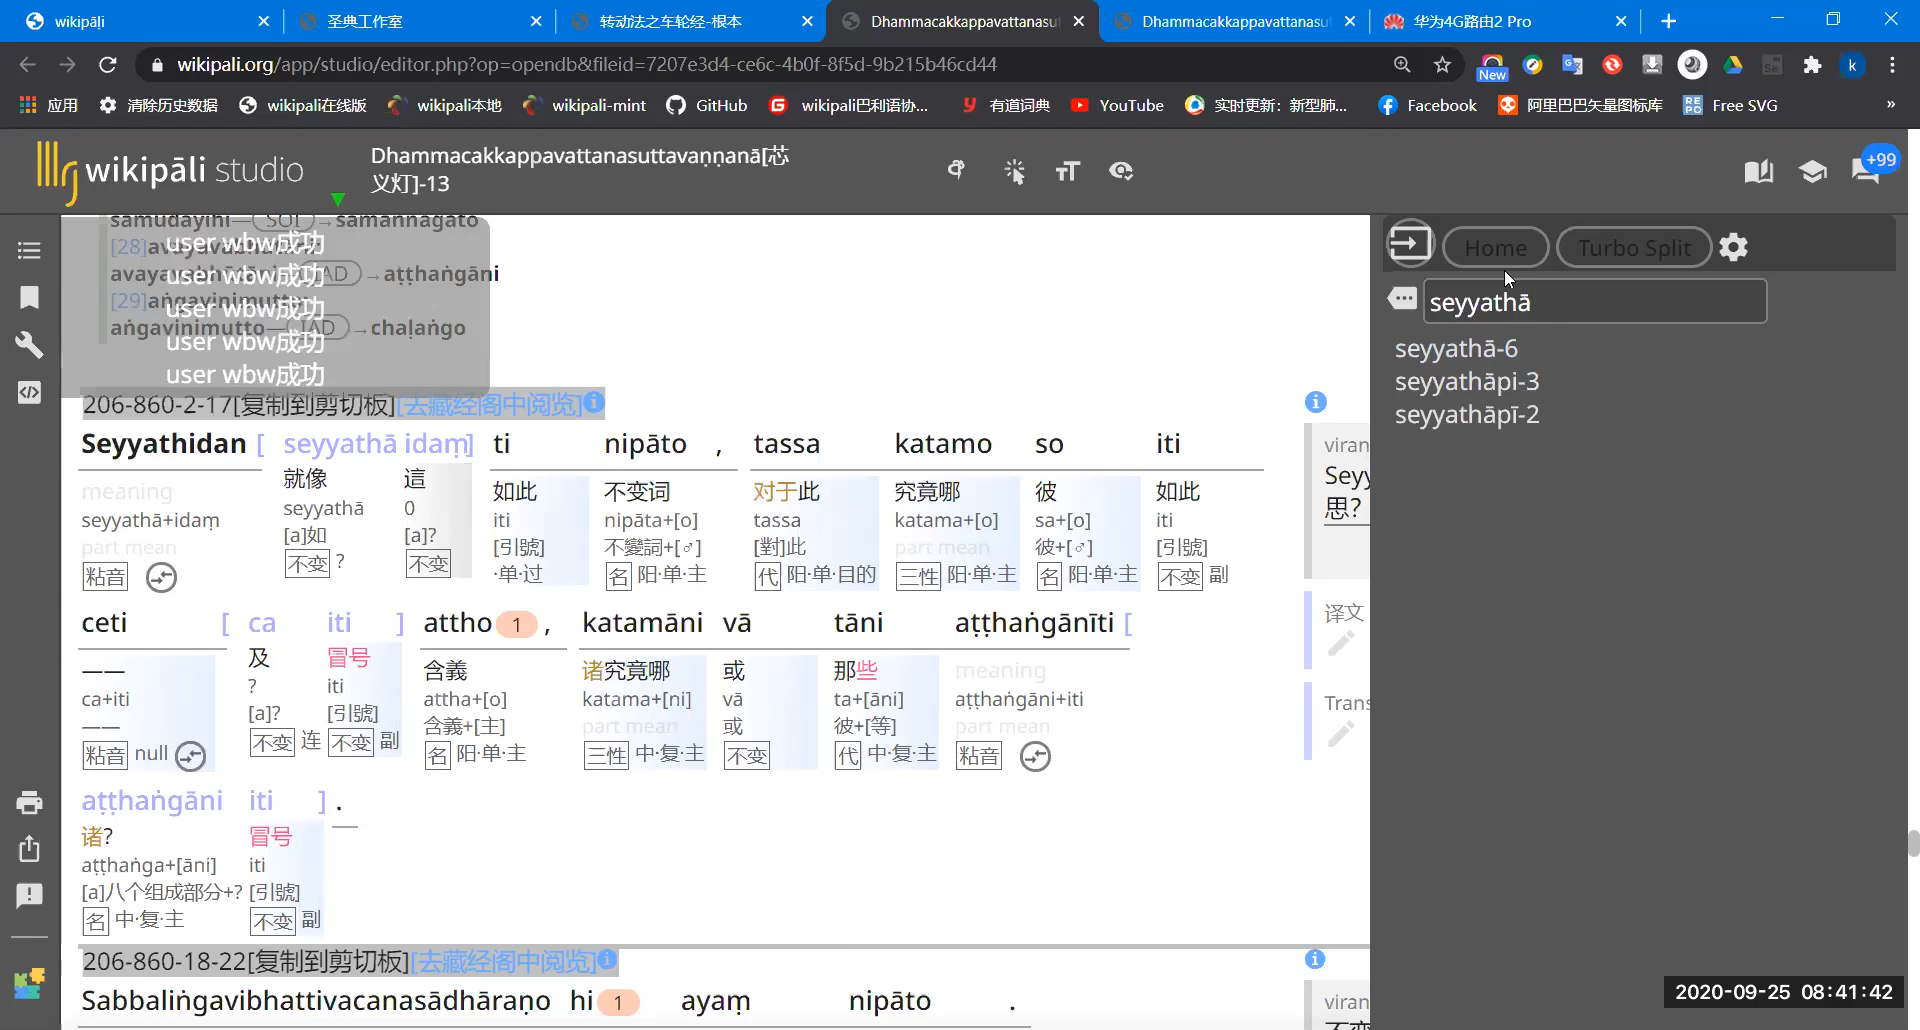 wikipāli
圣典工作室
转动法之车轮经-根本
Dhammacakkappavattanasu
Dhammacakkappavattanasu
华为4G路由2 Pro
wikipali.org/app/studio/editor.php?op=opendb&fileid=7207e3d4-ce6c-4b0f-8f5d-9b215b46cd44
New
k
应用
清除历史数据
wikipali在线版
wikipali本地
wikipali-mint
GitHub
wikipali巴利语协...
有道词典
YouTube
实时更新：新型肺...
Facebook
阿里巴巴矢量图标库
Free SVG
»
wikipāli studio
Dhammacakkappavattanasuttavaṇṇanā[芯
义灯]-13
+99
samudāyihi—SOI→samannāgato
[28]
→aṭṭhaṅgāni
[29]aṅgavinimutto
aṅgavinimutto—IAD→chaḷaṅgo
user wbw成功
user wbw成功
user wbw成功
user wbw成功
user wbw成功
Home
Turbo Split
seyyathā
seyyathā-6
seyyathāpi-3
seyyathāpī-2
206-860-2-17[复制到剪切板][去藏经阁中阅览]
Seyyathidan [ seyyathā idaṃ] ti nipāto , tassa katamo so iti
meaning 就像 這 如此 不变词 对于此 究竟哪 彼 如此
seyyathā+idaṃ seyyathā 0 iti nipāta+[o] tassa katama+[o] sa+[o] iti
part mean [a]如 [a]? [引號] 不變詞+[♂] [對]此 part mean 彼+[♂] [引號]
粘音 不变 ? 不变 ·单·过 名 阳·单·主 代 阳·单·目的 三性 阳·单·主 名 阳·单·主 不变 副
viran
Seyy
思?
ceti [ ca iti ] attho 1 , katamāni vā tāni aṭṭhaṅgānīti [
—— 及 冒号 含義 诸究竟哪 或 那些 meaning
ca+iti ? iti attha+[o] katama+[ni] vā ta+[āni] aṭṭhaṅgāni+iti
—— [a]? [引號] 含義+[主] part mean 或 彼+[等] part mean
粘音 null 不变 连 不变 副 名 阳·单·主 三性 中·复·主 不变 代 中·复·主 粘音
译文
Trans
aṭṭhaṅgāni iti ] .
诸? 冒号
aṭṭhaṅga+[āni] iti
[a]八个组成部分+? [引號]
名 中·复·主 不变 副
206-860-18-22[复制到剪切板][去藏经阁中阅览]
Sabbaliṅgavibhattivacanasādhāraṇo hi 1 ayaṃ nipāto .
viran
2020-09-25 08:41:42